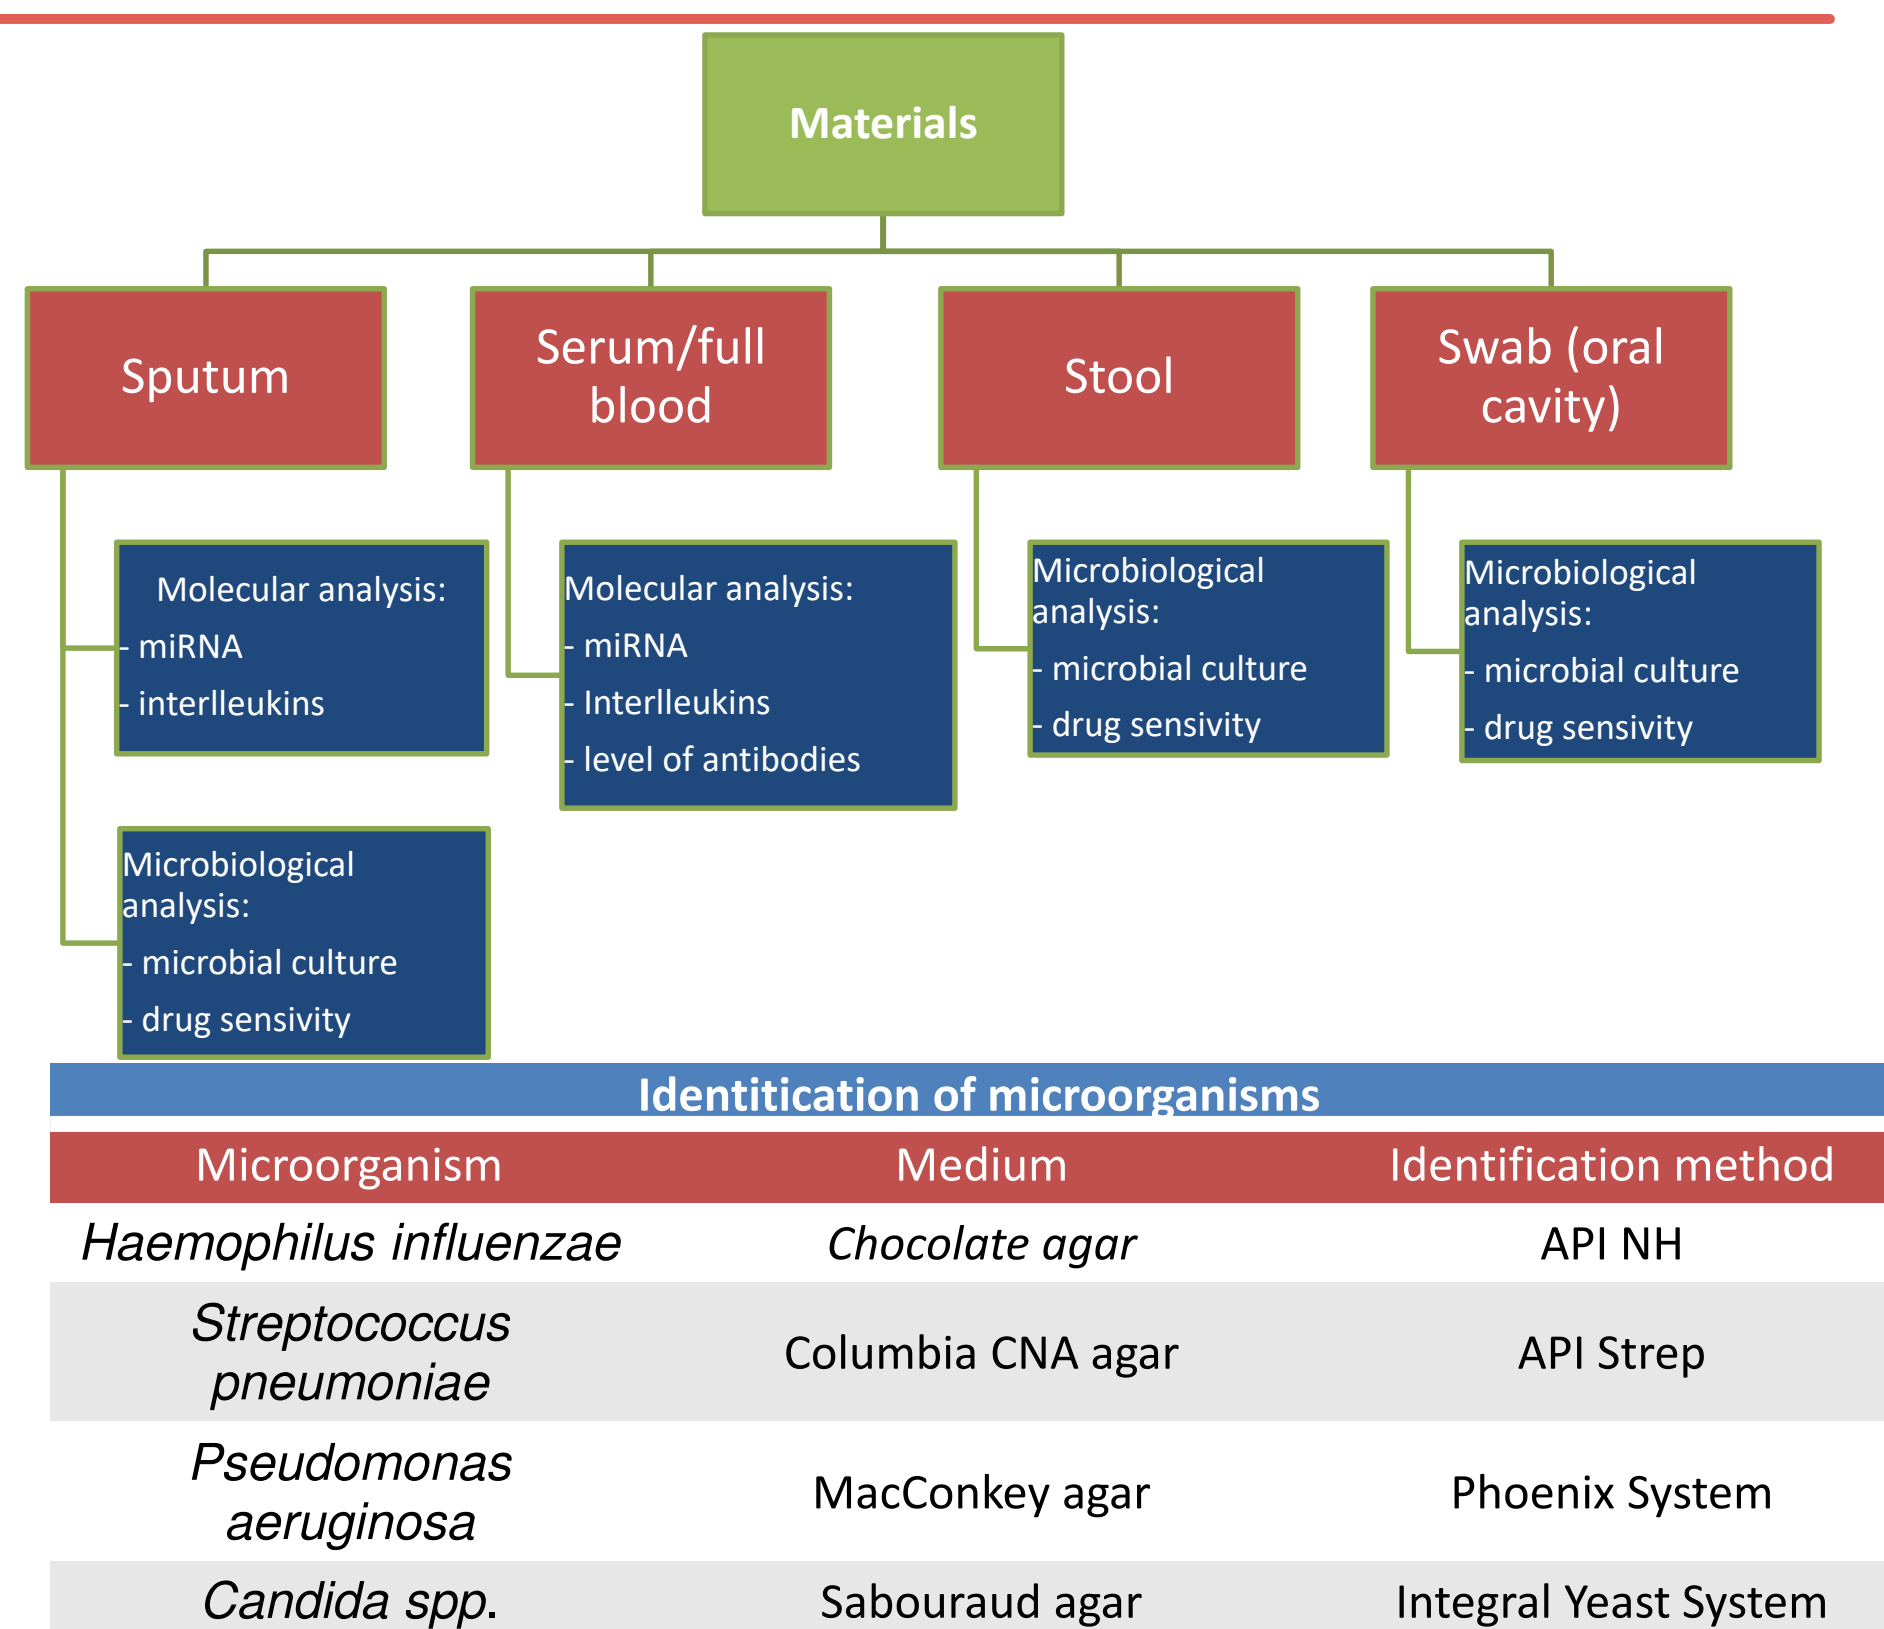 Materials
Sputum
Serum/full
blood
Stool
Swab (oral
cavity)
Molecular analysis:
- miRNA
- interlleukins
Microbiological
analysis:
- microbial culture
- drug sensivity
Molecular analysis:
- miRNA
- Interlleukins
- level of antibodies
Microbiological
analysis:
- microbial culture
- drug sensivity
Microbiological
analysis:
- microbial culture
- drug sensivity
Identitication of microorganisms
Microorganism Medium Identification method
Haemophilus influenzae Chocolate agar API NH
Streptococcus
pneumoniae Columbia CNA agar API Strep
Pseudomonas
aeruginosa MacConkey agar Phoenix System
Candida spp. Sabouraud agar Integral Yeast System